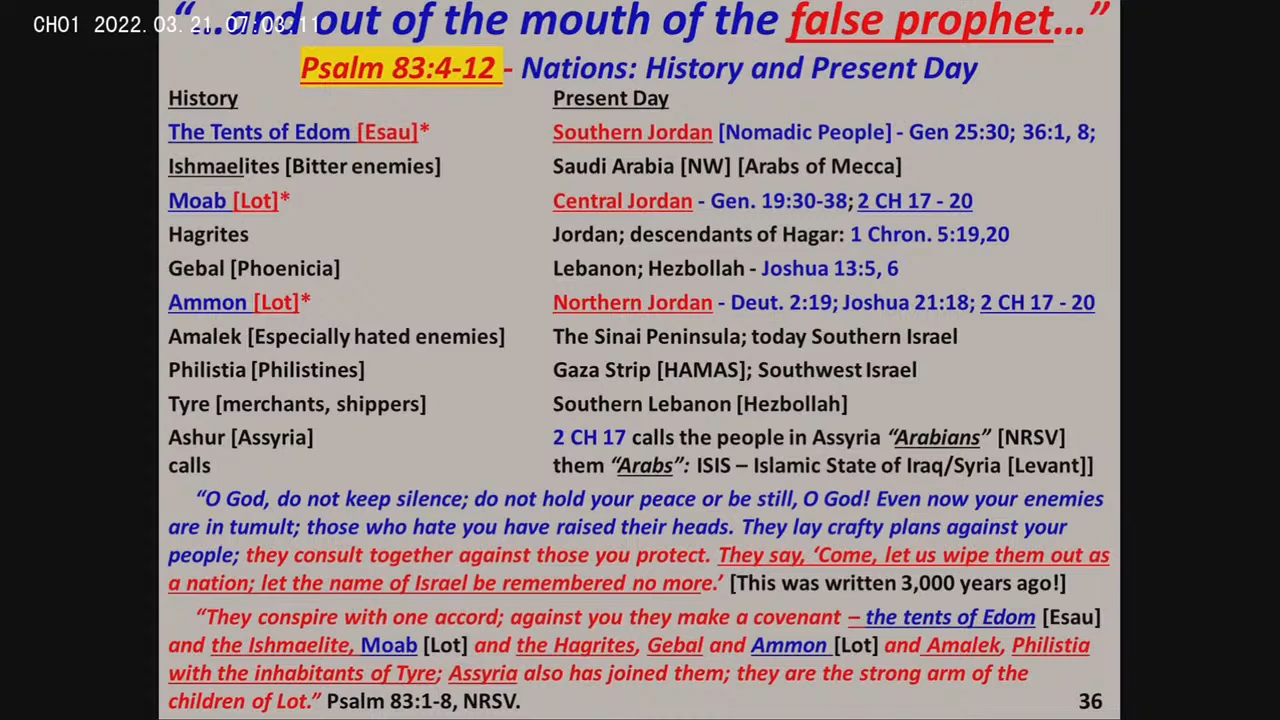 CH01 2022.03.21 07:03:11
“…and out of the mouth of the false prophet…”
Psalm 83:4-12 - Nations: History and Present Day
History Present Day
The Tents of Edom [Esau]* Southern Jordan [Nomadic People] - Gen 25:30; 36:1, 8;
Ishmaelites [Bitter enemies] Saudi Arabia [NW] [Arabs of Mecca]
Moab [Lot]* Central Jordan - Gen. 19:30-38; 2 CH 17 - 20
Hagrites Jordan; descendants of Hagar: 1 Chron. 5:19,20
Gebal [Phoenicia] Lebanon; Hezbollah - Joshua 13:5, 6
Ammon [Lot]* Northern Jordan - Deut. 2:19; Joshua 21:18; 2 CH 17 - 20
Amalek [Especially hated enemies] The Sinai Peninsula; today Southern Israel
Philistia [Philistines] Gaza Strip [HAMAS]; Southwest Israel
Tyre [merchants, shippers] Southern Lebanon [Hezbollah]
Ashur [Assyria] 2 CH 17 calls the people in Assyria “Arabians” [NRSV]
calls them “Arabs”: ISIS – Islamic State of Iraq/Syria [Levant]]
“O God, do not keep silence; do not hold your peace or be still, O God! Even now your enemies
are in tumult; those who hate you have raised their heads. They lay crafty plans against your
people; they consult together against those you protect. They say, ‘Come, let us wipe them out as
a nation; let the name of Israel be remembered no more.’ [This was written 3,000 years ago!]
“They conspire with one accord; against you they make a covenant – the tents of Edom [Esau]
and the Ishmaelite, Moab [Lot] and the Hagrites, Gebal and Ammon [Lot] and Amalek, Philistia
with the inhabitants of Tyre; Assyria also has joined them; they are the strong arm of the
children of Lot.” Psalm 83:1-8, NRSV. 36